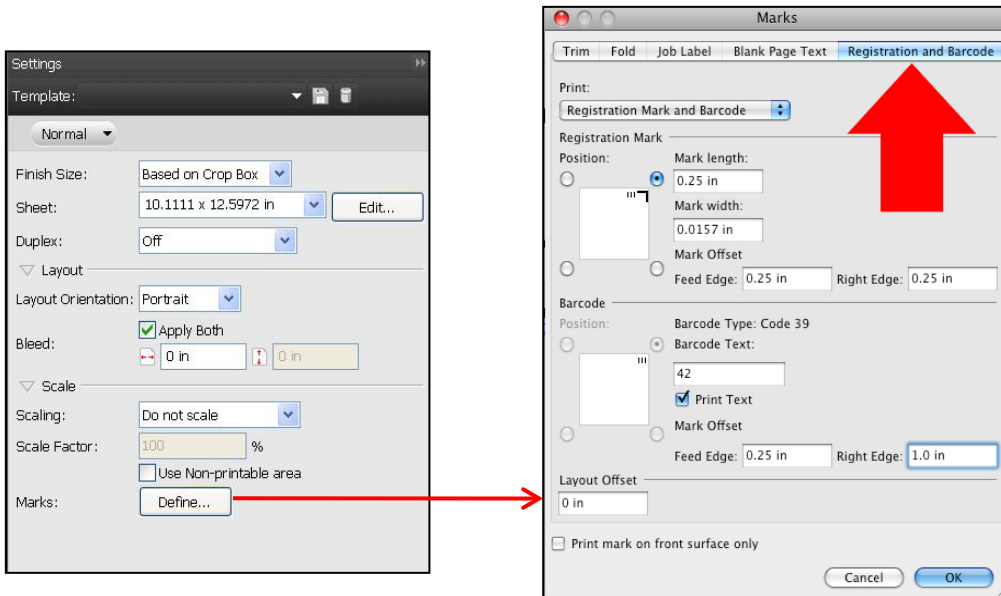 Settings
Template:
Normal
Finish Size: Based on Crop Box
Sheet: 10.1111 x 12.5972 in Edit...
Duplex: Off
Layout
Layout Orientation: Portrait
Bleed: Apply Both
0 in 0 in
Scale
Scaling: Do not scale
Scale Factor: 100 %
Use Non-printable area
Marks: Define...
Marks
Trim Fold Job Label Blank Page Text Registration and Barcode
Print:
Registration Mark and Barcode
Registration Mark
Position: Mark length:
0.25 in
Mark width:
0.0157 in
Mark Offset
Feed Edge: 0.25 in Right Edge: 0.25 in
Barcode
Position: Barcode Type: Code 39
Barcode Text:
42
Print Text
Mark Offset
Feed Edge: 0.25 in Right Edge: 1.0 in
Layout Offset
0 in
Print mark on front surface only
Cancel OK